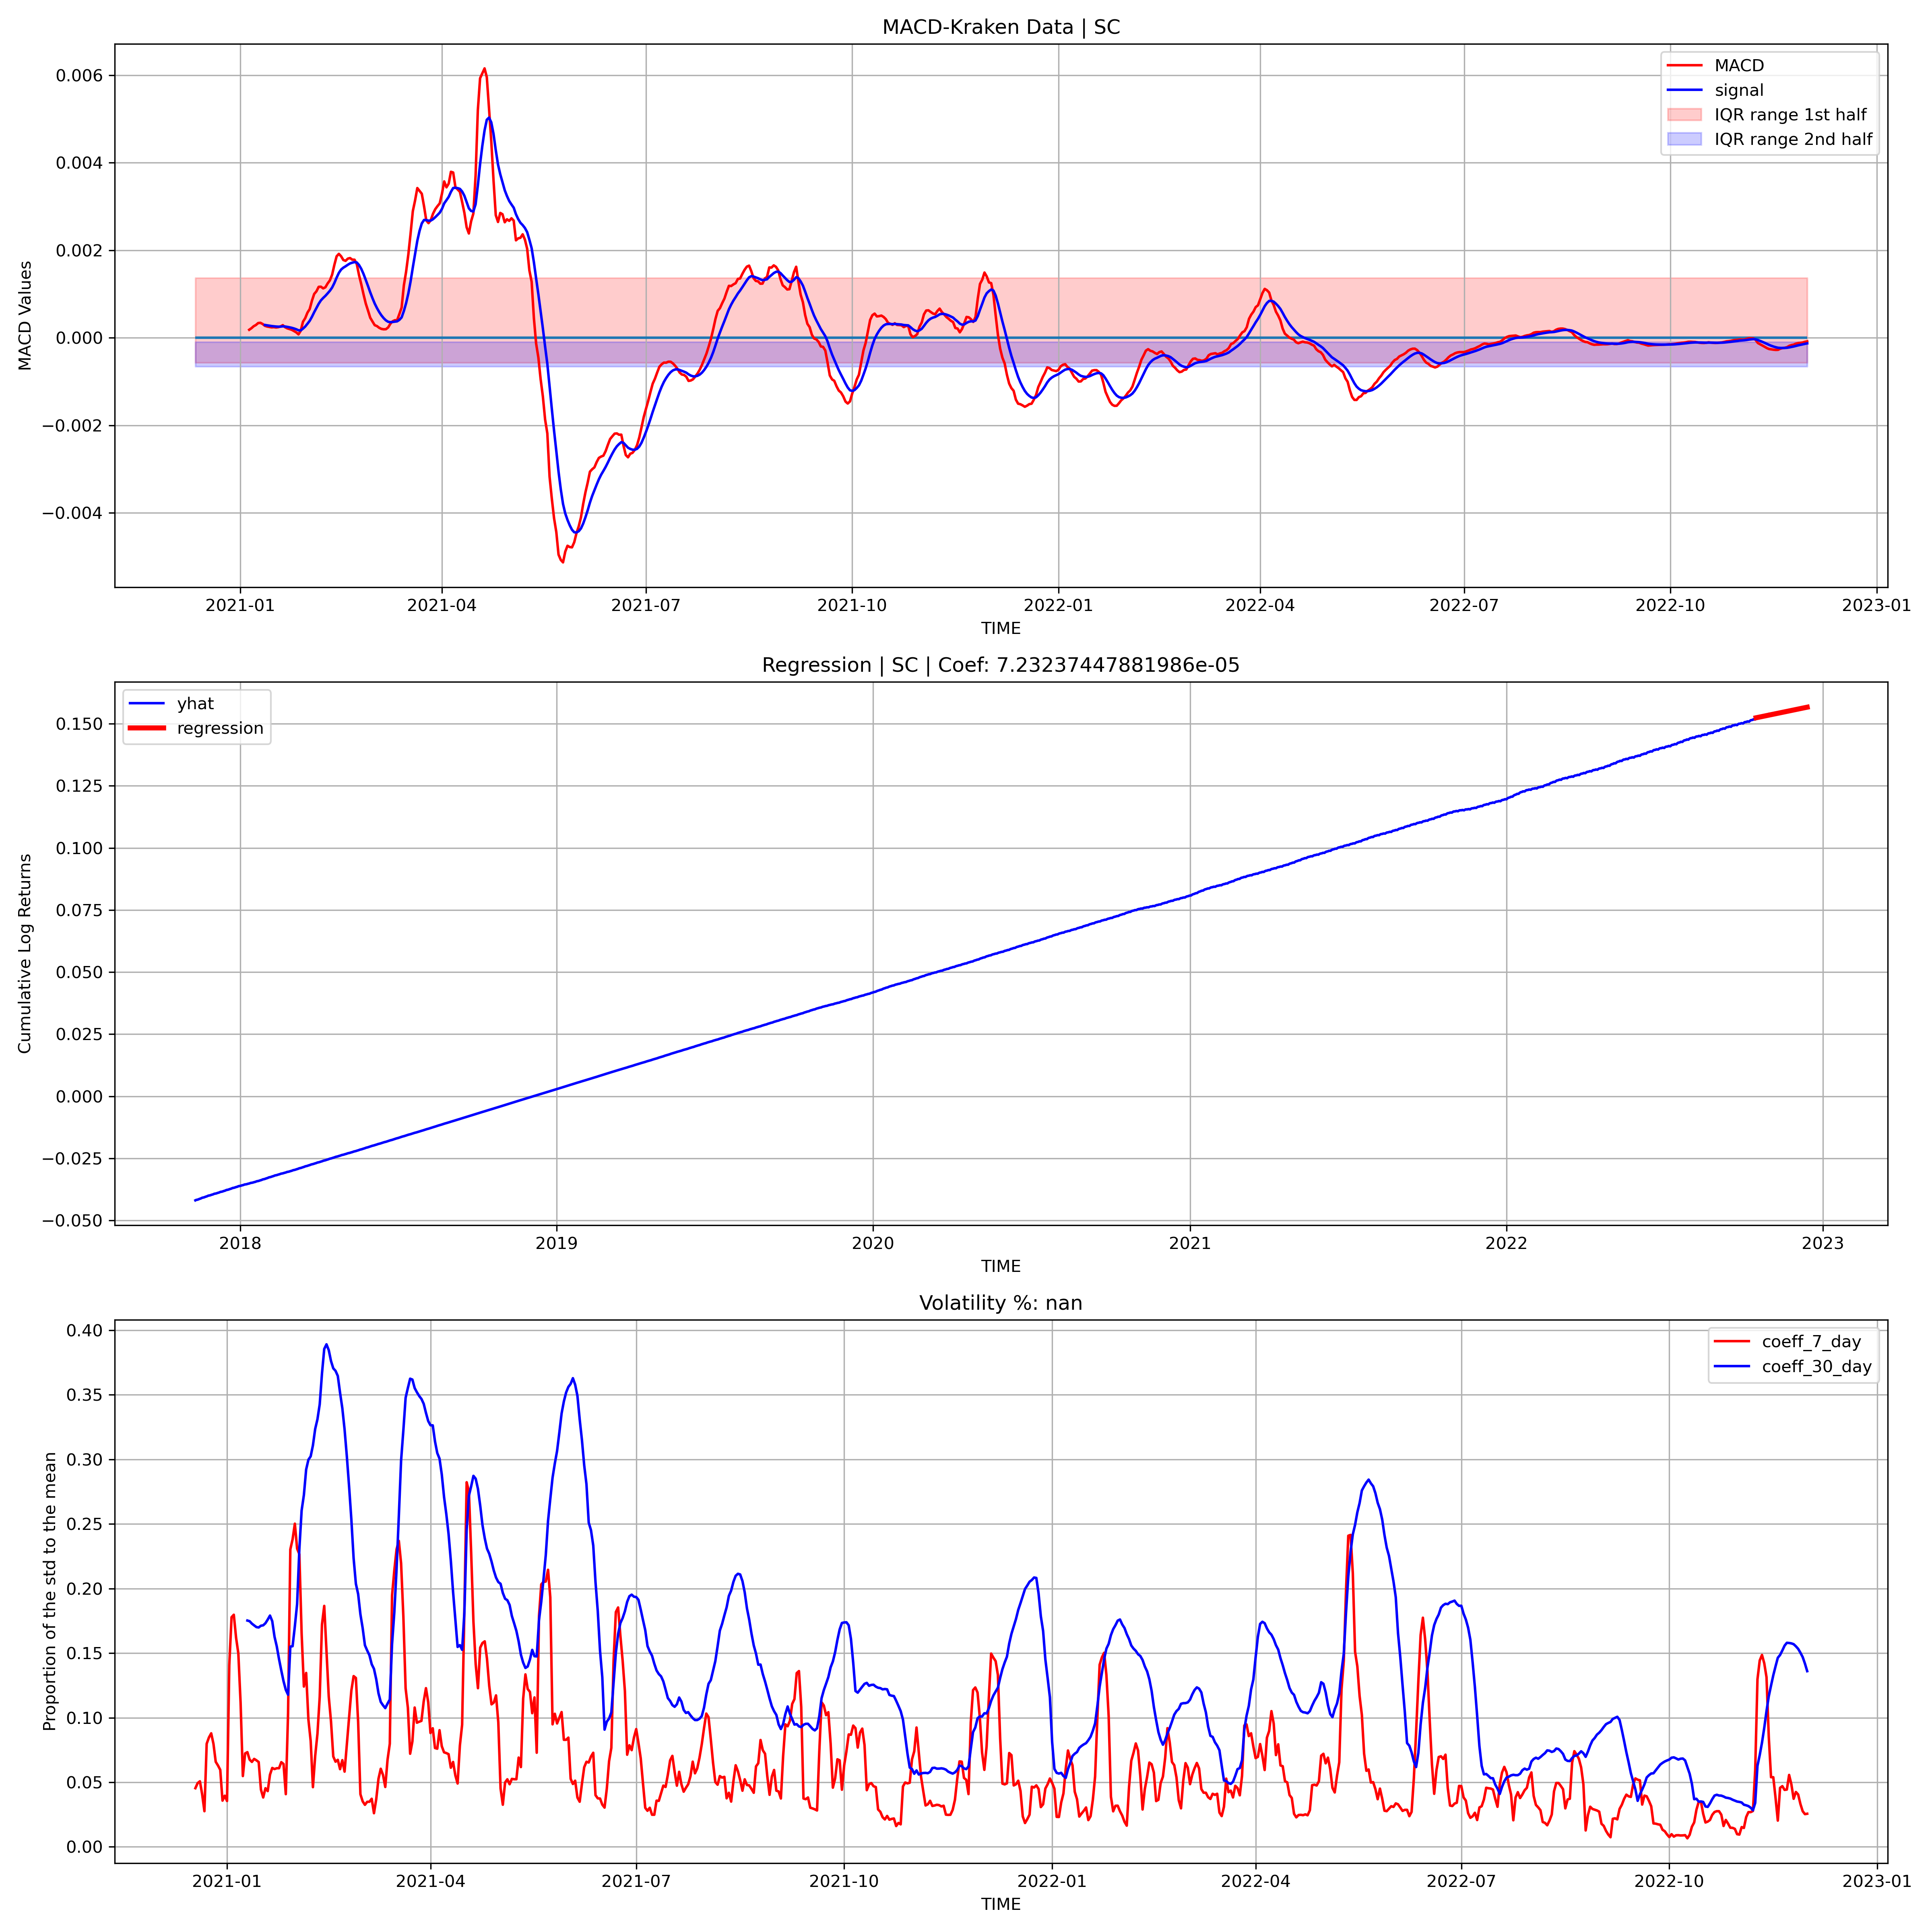 MACD-Kraken Data | SC
MACD
signal
IQR range 1st half
IQR range 2nd half
0.006
0.004
0.002
0.000
−0.002
−0.004
MACD Values
2021-01 2021-04 2021-07 2021-10 2022-01 2022-04 2022-07 2022-10 2023-01
TIME
Regression | SC | Coef: 7.23237447881986e-05
yhat
regression
0.150
0.125
0.100
0.075
0.050
0.025
0.000
−0.025
−0.050
Cumulative Log Returns
2018 2019 2020 2021 2022 2023
TIME
Volatility %: nan
coeff_7_day
coeff_30_day
0.40
0.35
0.30
0.25
0.20
0.15
0.10
0.05
0.00
Proportion of the std to the mean
2021-01 2021-04 2021-07 2021-10 2022-01 2022-04 2022-07 2022-10 2023-01
TIME